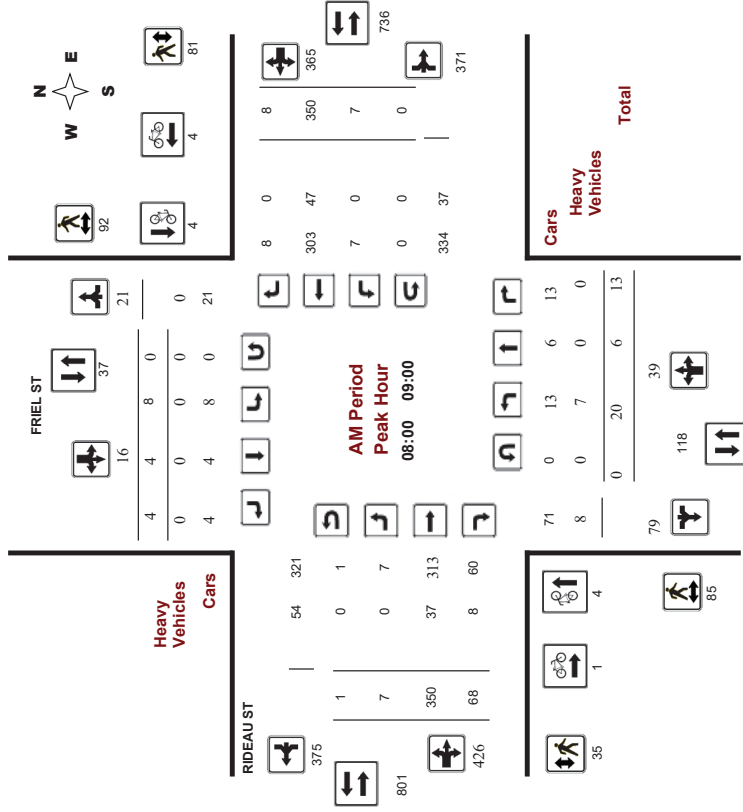 N
W E
S
92
81
4
4
FRIEL ST
16
37
21
4 4 8 0
0 0 0 0 0
4 4 8 0 21
Heavy
Vehicles
Cars
736
365
371
8 0 8
303 47 350
7 0 7
0 0 0
334 37
AM Period
Peak Hour
08:00 09:00
RIDEAU ST
375
801
426
54 321
1 0 1
7 0 7
350 37 313
68 8 60
Cars
Heavy
Vehicles
Total
71 0 13 6 13
8 0 7 0 0
0 20 6 13
79
118
39
35
1
4
85